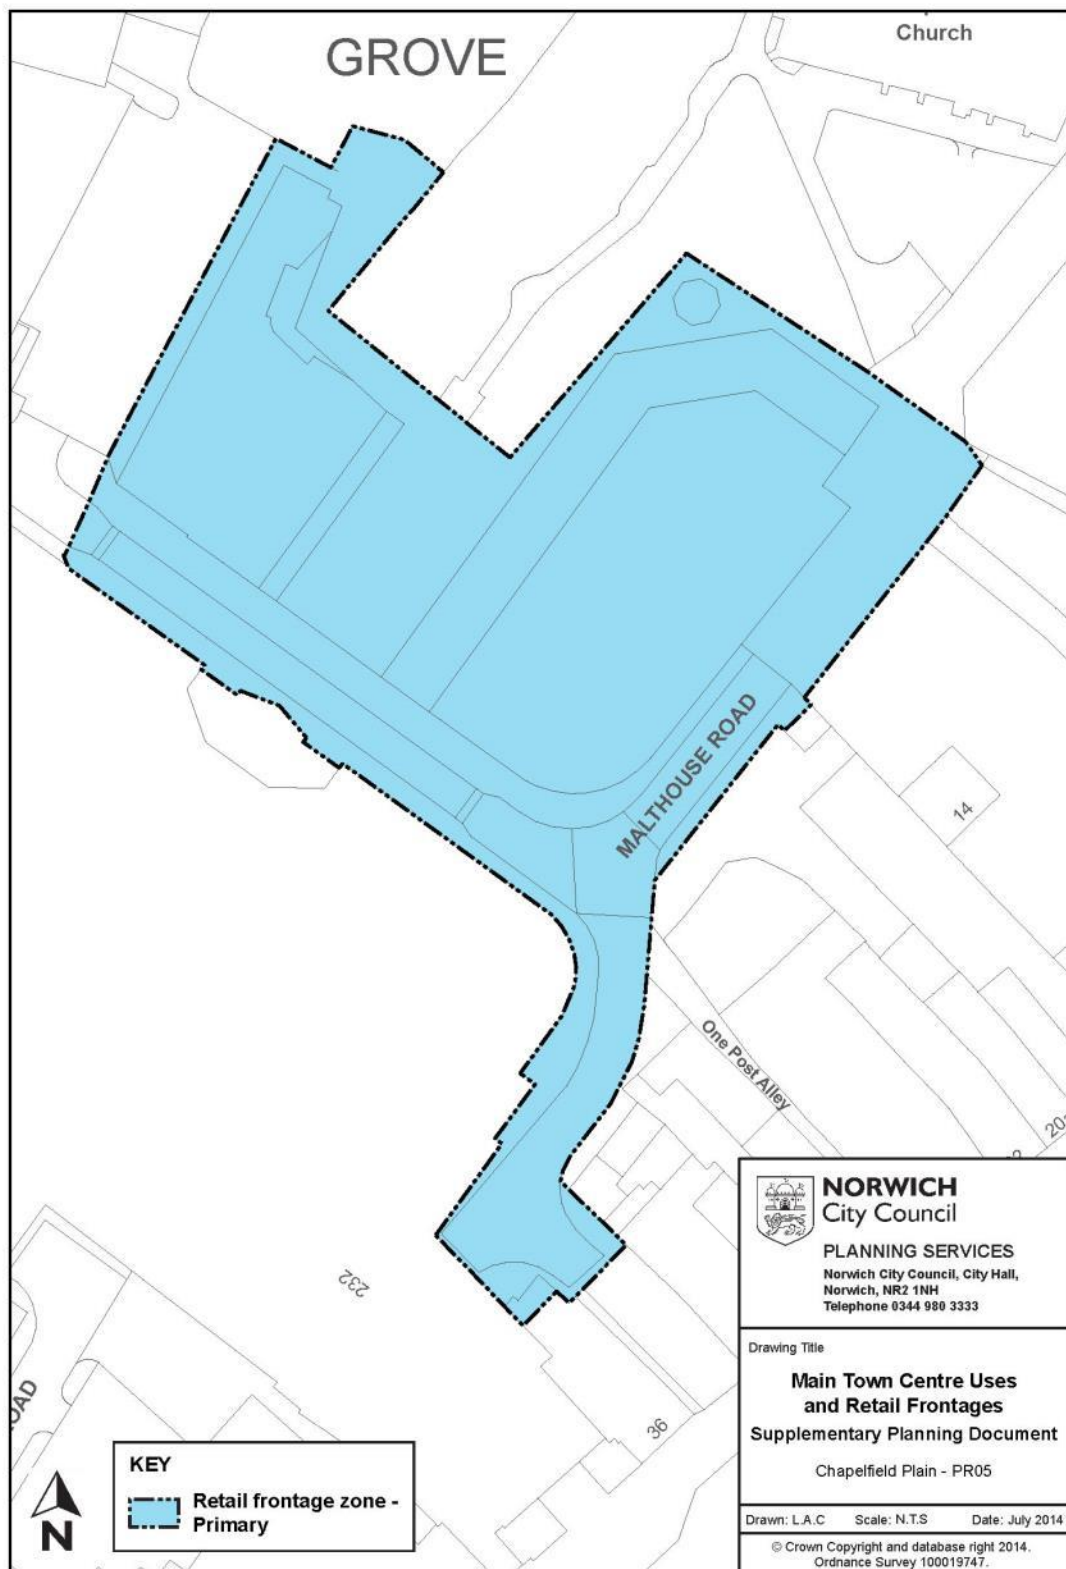 GROVE
Church
MALTHOUSE ROAD
14
One Post Alley
232
36
KEY
Retail frontage zone -
Primary
N
NORWICH
City Council
PLANNING SERVICES
Norwich City Council, City Hall,
Norwich, NR2 1NH
Telephone 0344 980 3333
Drawing Title
Main Town Centre Uses
and Retail Frontages
Supplementary Planning Document
Chapelfield Plain - PR05
Drawn: L.A.C Scale: N.T.S Date: July 2014
© Crown Copyright and database right 2014.
Ordnance Survey 100019747.